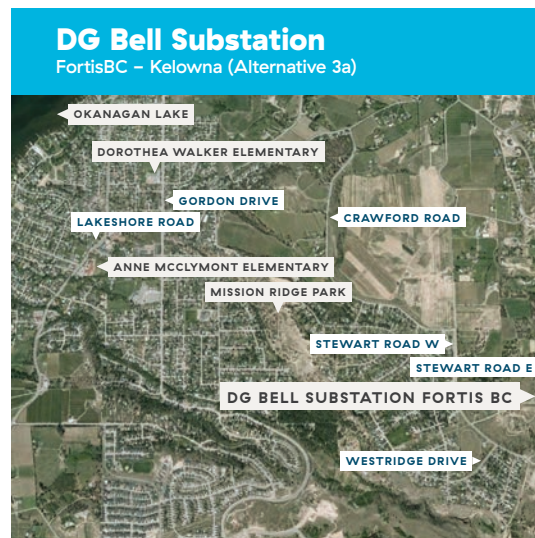 DG Bell Substation
FortisBC – Kelowna (Alternative 3a)
OKANAGAN LAKE
DOROTHEA WALKER ELEMENTARY
GORDON DRIVE
LAKESHORE ROAD
CRAWFORD ROAD
ANNE MCCLYMONT ELEMENTARY
MISSION RIDGE PARK
STEWART ROAD W
STEWART ROAD E
DG BELL SUBSTATION FORTIS BC
WESTRIDGE DRIVE